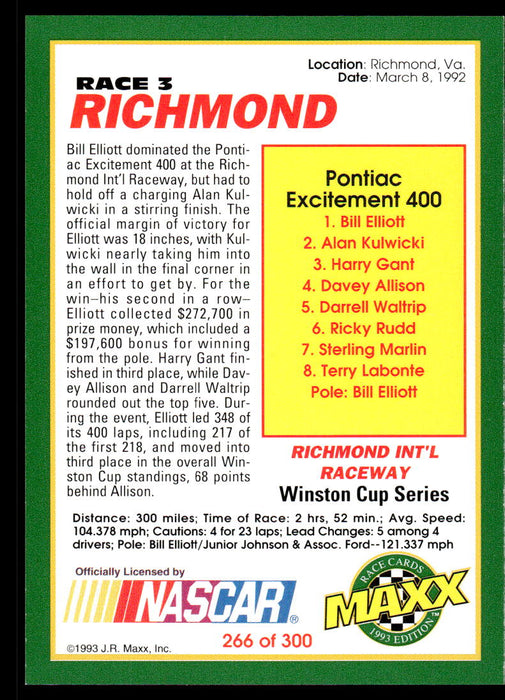 Location: Richmond, Va.
Date: March 8, 1992
RACE 3
RICHMOND
Bill Elliott dominated the Ponti-
ac Excitement 400 at the Rich-
mond Int'l Raceway, but had to
hold off a charging Alan Kul-
wicki in a stirring finish. The
official margin of victory for
Elliott was 18 inches, with Kul-
wicki nearly taking him into
the wall in the final corner in
an effort to get by. For the
win–his second in a row–
Elliott collected $272,700 in
prize money, which included a
$197,600 bonus for winning
from the pole. Harry Gant fin-
ished in third place, while Dav-
ey Allison and Darrell Waltrip
rounded out the top five. Dur-
ing the event, Elliott led 348 of
its 400 laps, including 217 of
the first 218, and moved into
third place in the overall Win-
ston Cup standings, 68 points
behind Allison.
Pontiac
Excitement 400
1. Bill Elliott
2. Alan Kulwicki
3. Harry Gant
4. Davey Allison
5. Darrell Waltrip
6. Ricky Rudd
7. Sterling Marlin
8. Terry Labonte
Pole: Bill Elliott
RICHMOND INT'L
RACEWAY
Winston Cup Series
Distance: 300 miles; Time of Race: 2 hrs, 52 min.; Avg. Speed:
104.378 mph; Cautions: 4 for 23 laps; Lead Changes: 5 among 4
drivers; Pole: Bill Elliott/Junior Johnson & Assoc. Ford--121.337 mph
Officially Licensed by
NASCAR®
266 of 300
©1993 J.R. Maxx, Inc.
RACE CARDS
MAXX™
1993 EDITION